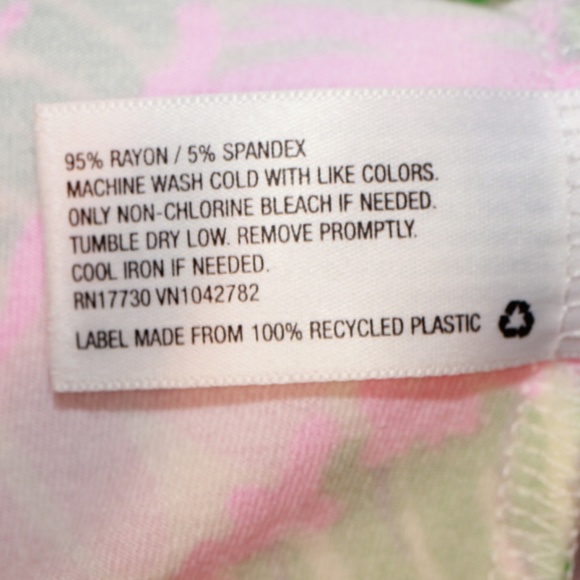 95% RAYON / 5% SPANDEX
MACHINE WASH COLD WITH LIKE COLORS.
ONLY NON-CHLORINE BLEACH IF NEEDED.
TUMBLE DRY LOW. REMOVE PROMPTLY.
COOL IRON IF NEEDED.
RN17730 VN1042782
LABEL MADE FROM 100% RECYCLED PLASTIC